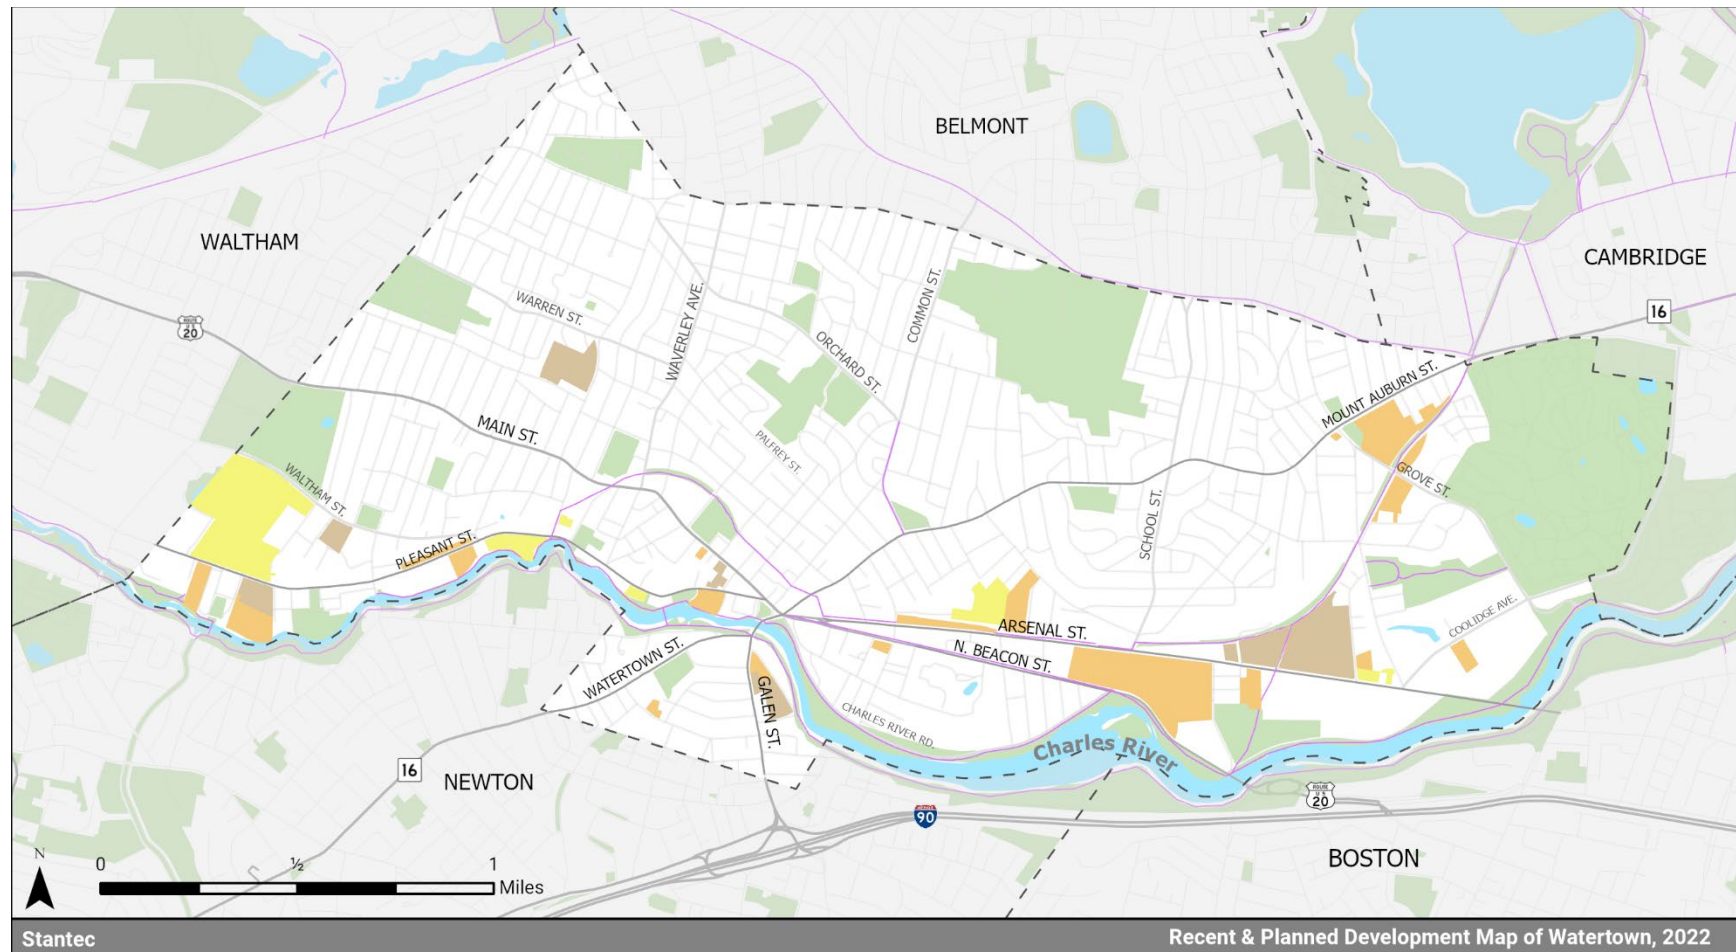 BELMONT
WALTHAM
CAMBRIDGE
16
ROUTE
U S
20
WARREN ST.
WAVERLEY AVE.
COMMON ST.
ORCHARD ST.
MOUNT AUBURN ST.
MAIN ST.
PALFREY ST.
GROVE ST.
WALTHAM ST.
SCHOOL ST.
PLEASANT ST.
ARSENAL ST.
N. BEACON ST.
COOLIDGE AVE.
WATERTOWN ST.
GALEN ST.
CHARLES RIVER RD.
Charles River
16
NEWTON
ROUTE
U S
20
90
BOSTON
N
0
½
1
Miles
Stantec
Recent & Planned Development Map of Watertown, 2022